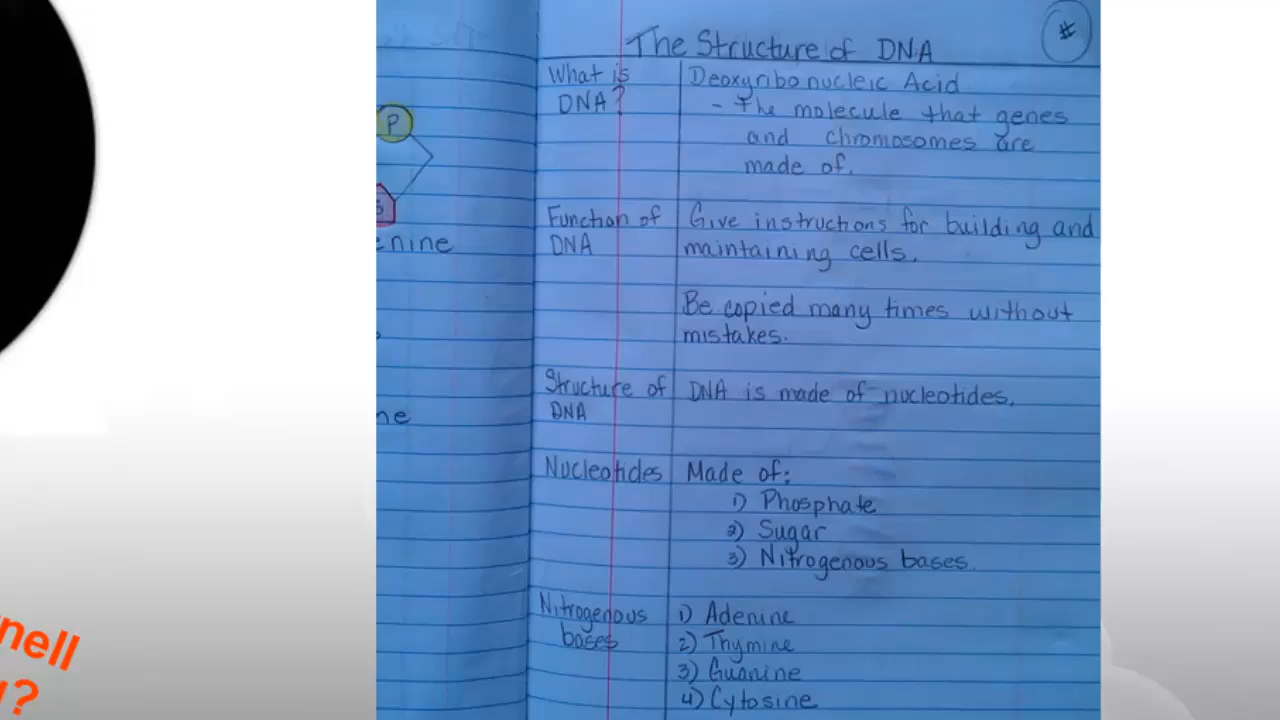 The Structure of DNA
#
What is
DNA?
Deoxyribonucleic Acid
- The molecule that genes
and chromosomes are
made of.
Function of
DNA
Give instructions for building and
maintaining cells.
Be copied many times without
mistakes.
Structure of
DNA
DNA is made of nucleotides.
Nucleotides
Made of:
1) Phosphate
2) Sugar
3) Nitrogenous bases.
Nitrogenous
bases
1) Adenine
2) Thymine
3) Guanine
4) Cytosine
P
S
enine
ne
nell
?